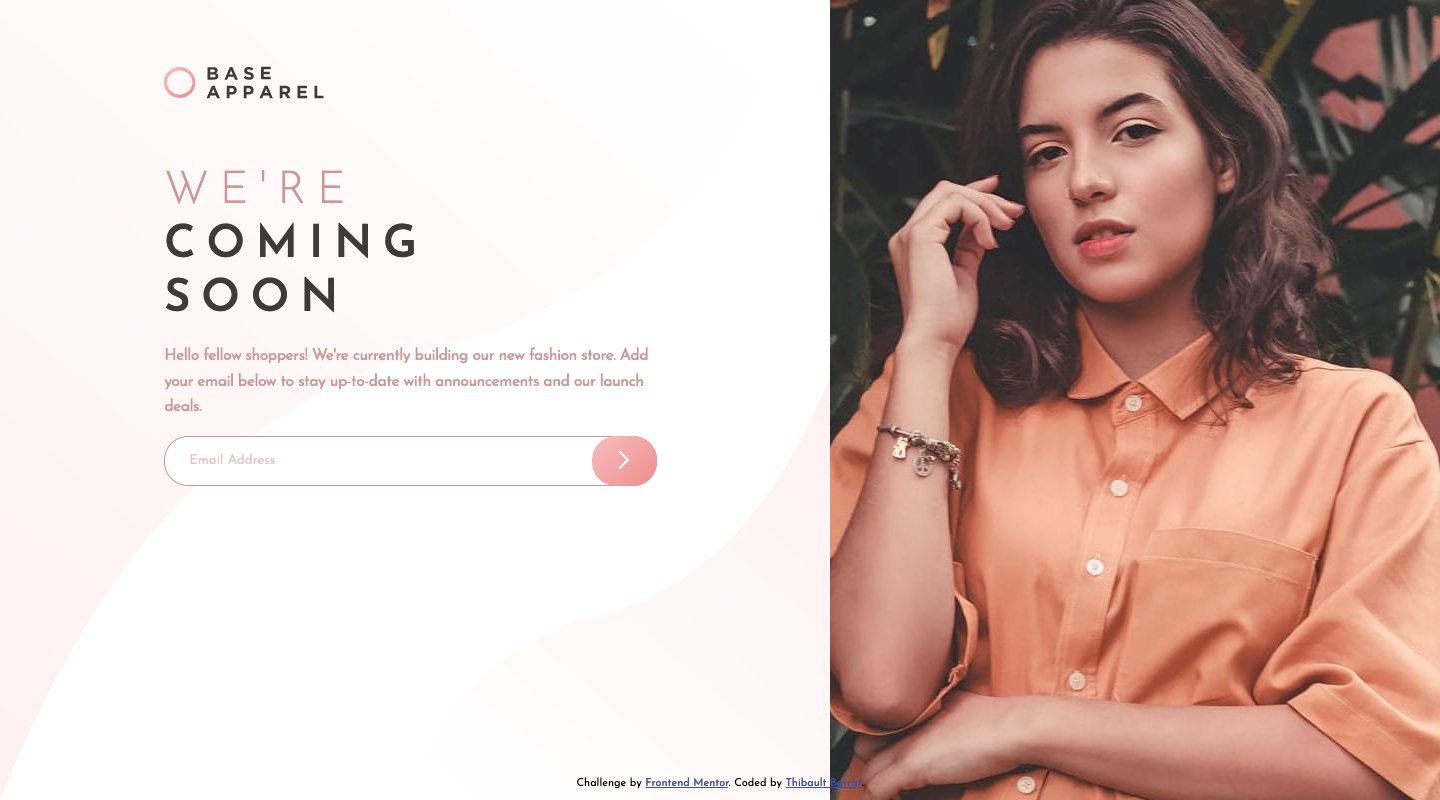 BASE
APPAREL
WE'RE
COMING
SOON
Hello fellow shoppers! We're currently building our new fashion store. Add
your email below to stay up-to-date with announcements and our launch
deals.
Email Address
Challenge by Frontend Mentor. Coded by Thibault